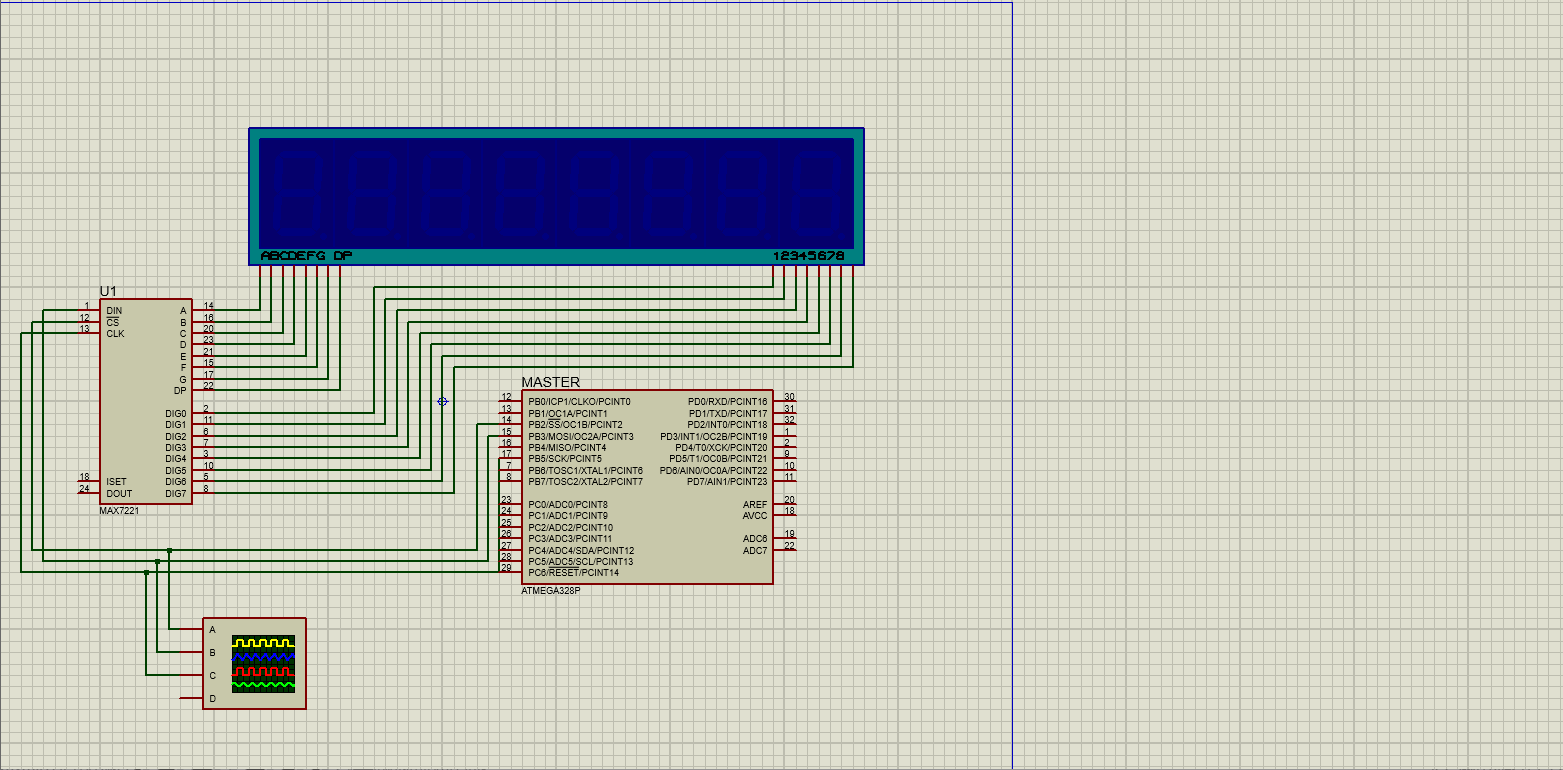 ABCDEFG DP
12345678
U1
1 DIN A 14
12 CS B 16
13 CLK C 20
D 23
E 21
F 15
G 17
DP 22
DIG0 2
DIG1 11
DIG2 6
DIG3 7
DIG4 3
DIG5 10
18 ISET DIG6 5
24 DOUT DIG7 8
MAX7221
MASTER
12 PB0/ICP1/CLKO/PCINT0 PD0/RXD/PCINT16 30
13 PB1/OC1A/PCINT1 PD1/TXD/PCINT17 31
14 PB2/SS/OC1B/PCINT2 PD2/INT0/PCINT18 32
15 PB3/MOSI/OC2A/PCINT3 PD3/INT1/OC2B/PCINT19 1
16 PB4/MISO/PCINT4 PD4/T0/XCK/PCINT20 2
17 PB5/SCK/PCINT5 PD5/T1/OC0B/PCINT21 9
7 PB6/TOSC1/XTAL1/PCINT6 PD6/AIN0/OC0A/PCINT22 10
8 PB7/TOSC2/XTAL2/PCINT7 PD7/AIN1/PCINT23 11
23 PC0/ADC0/PCINT8 AREF 20
24 PC1/ADC1/PCINT9 AVCC 18
25 PC2/ADC2/PCINT10
26 PC3/ADC3/PCINT11 ADC6 19
27 PC4/ADC4/SDA/PCINT12 ADC7 22
28 PC5/ADC5/SCL/PCINT13
29 PC6/RESET/PCINT14
ATMEGA328P
A
B
C
D